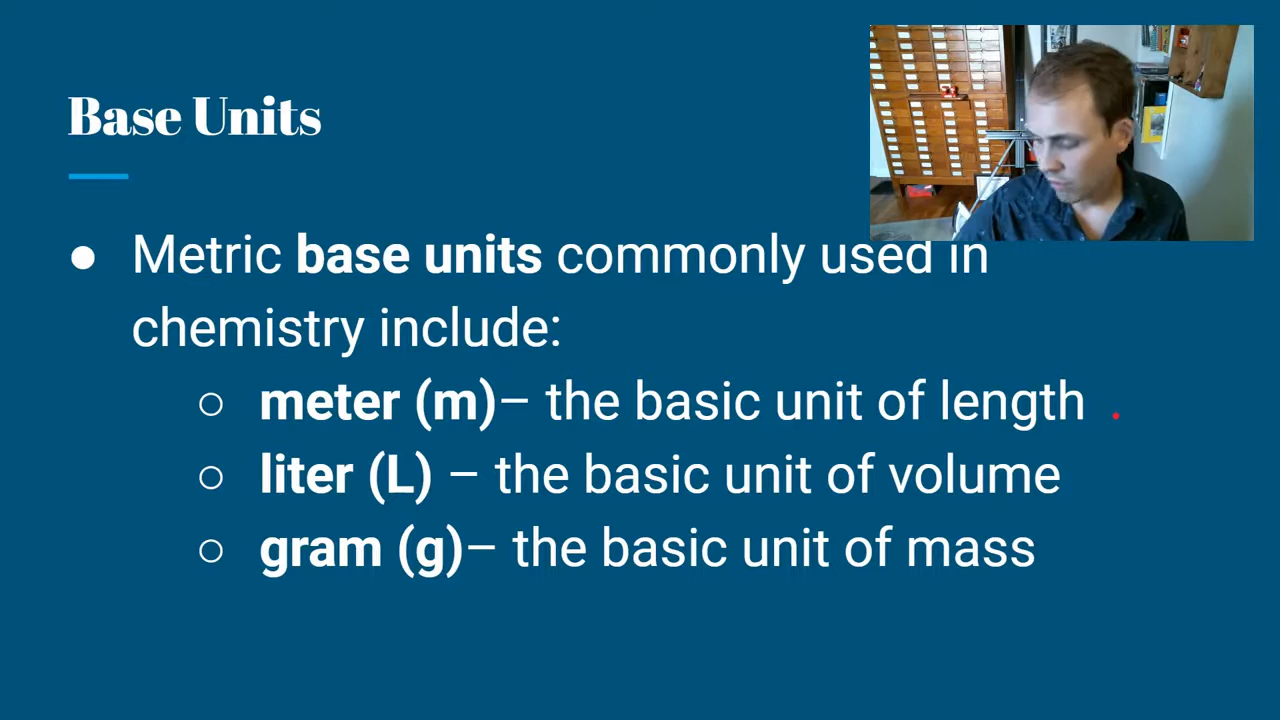 Base Units
● Metric base units commonly used in
chemistry include:
○ meter (m)– the basic unit of length
○ liter (L) – the basic unit of volume
○ gram (g)– the basic unit of mass